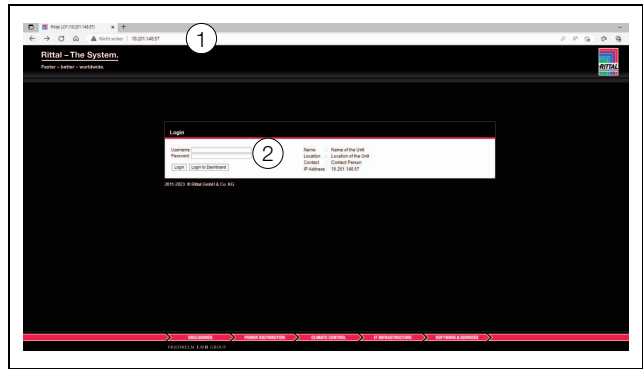 Rittal LCP (10.201.148.57)
Nicht sicher | 10.201.148.57
1
Rittal – The System.
Faster – better – worldwide.
RITTAL
Login
Username:
Password:
2
Login
Login to Dashboard
Name : Name of the Unit
Location : Location of the Unit
Contact : Contact Person
IP Address : 10.201.148.57
2011-2023 © Rittal GmbH & Co. KG
ENCLOSURES
POWER DISTRIBUTION
CLIMATE CONTROL
IT INFRASTRUCTURE
SOFTWARE & SERVICES
FRIEDHELM LOH GROUP